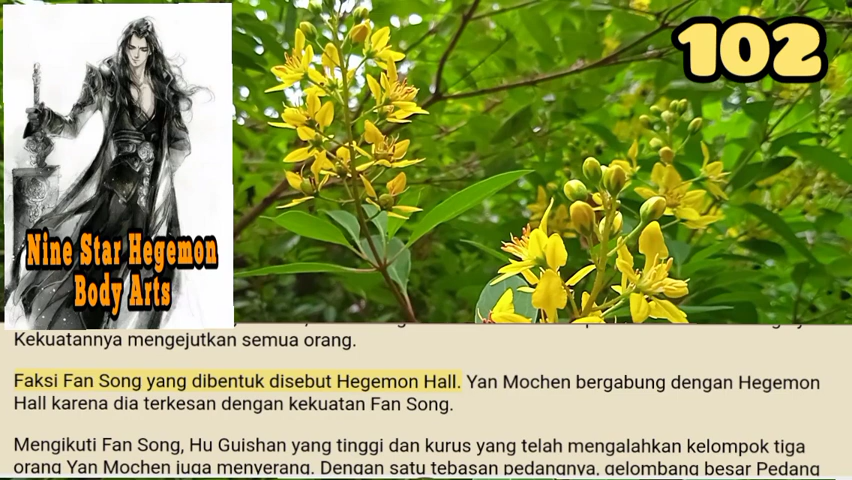 102
Nine Star Hegemon
Body Arts
Kekuatannya mengejutkan semua orang.
Faksi Fan Song yang dibentuk disebut Hegemon Hall. Yan Mochen bergabung dengan Hegemon
Hall karena dia terkesan dengan kekuatan Fan Song.
Mengikuti Fan Song, Hu Guishan yang tinggi dan kurus yang telah mengalahkan kelompok tiga
orang Yan Mochen juga menyerang. Dengan satu tebasan pedangnya, gelombang besar Pedang